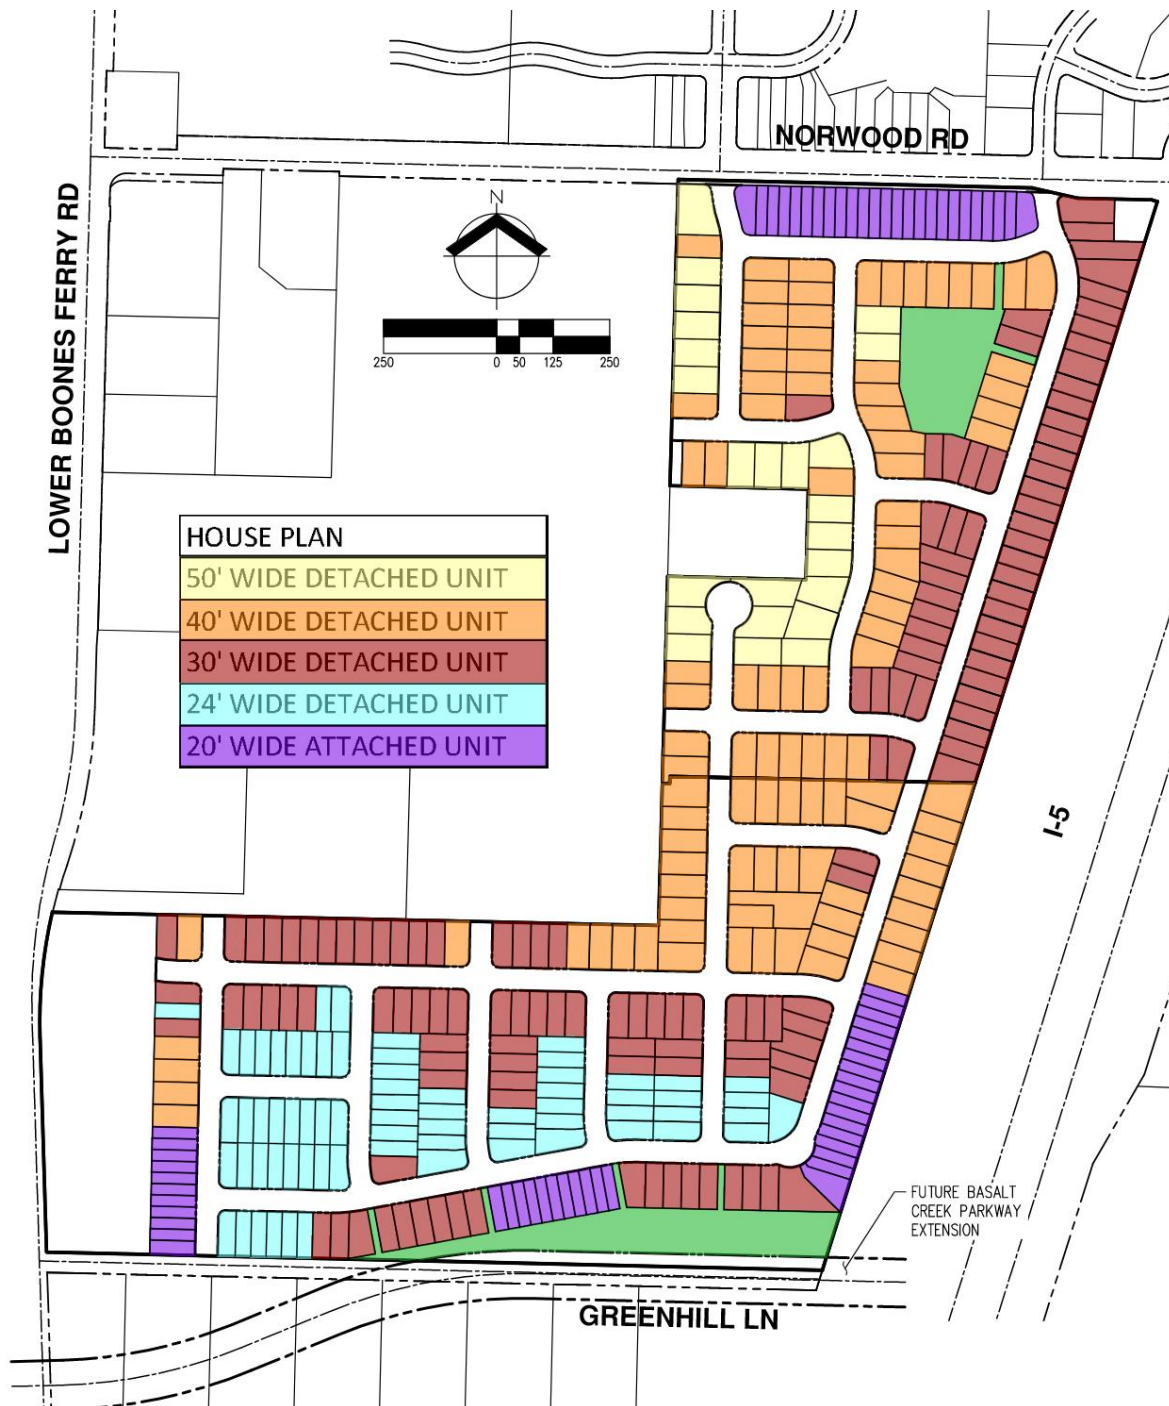 NORWOOD RD
LOWER BOONES FERRY RD
N
250 0 50 125 250
HOUSE PLAN
50' WIDE DETACHED UNIT
40' WIDE DETACHED UNIT
30' WIDE DETACHED UNIT
24' WIDE DETACHED UNIT
20' WIDE ATTACHED UNIT
I-5
FUTURE BASALT
CREEK PARKWAY
EXTENSION
GREENHILL LN